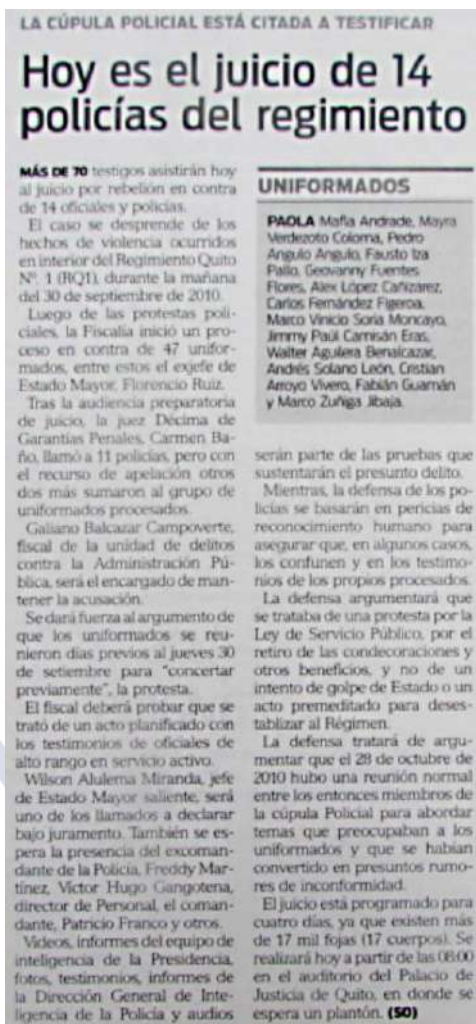 LA CÚPULA POLICIAL ESTÁ CITADA A TESTIFICAR
Hoy es el juicio de 14
policías del regimiento
MÁS DE 70 testigos asistirán hoy
al juicio por rebelión en contra
de 14 oficiales y policías.
El caso se desprende de los
hechos de violencia ocurridos
en interior del Regimiento Quito
Nº. 1 (RQ1), durante la mañana
del 30 de septiembre de 2010.
Luego de las protestas poli-
ciales, la Fiscalía inició un pro-
ceso en contra de 47 unifor-
mados, entre estos el exjefe de
Estado Mayor, Florencio Ruiz.
Tras la audiencia preparatoria
de juicio, la juez Décima de
Garantías Penales, Carmen Ba-
ño, llamó a 11 policías, pero con
el recurso de apelación otros
dos más sumaron al grupo de
uniformados procesados.
Galiano Balcazar Campoverte,
fiscal de la unidad de delitos
contra la Administración Pú-
blica, será el encargado de man-
tener la acusación.
Se dará fuerza al argumento de
que los uniformados se reu-
nieron días previos al jueves 30
de setiembre para "concertar
previamente", la protesta.
El fiscal deberá probar que se
trató de un acto planificado con
los testimonios de oficiales de
alto rango en servicio activo.
Wilson Alulema Miranda, jefe
de Estado Mayor saliente, será
uno de los llamados a declarar
bajo juramento. También se es-
pera la presencia del excoman-
dante de la Policía, Freddy Mar-
tínez, Victor Hugo Gangotena,
director de Personal, el coman-
dante, Patricio Franco y otros.
Videos, informes del equipo de
inteligencia de la Presidencia,
fotos, testimonios, informes de
la Dirección General de Inte-
ligencia de la Policía y audios
UNIFORMADOS
PAOLA Mafla Andrade, Mayra
Verdezoto Coloma, Pedro
Angulo Angulo, Fausto Iza
Pallo, Geovanny Fuentes
Flores, Alex López Cañizarez,
Carlos Fernández Figeroa,
Marco Vinicio Soria Moncayo,
Jimmy Paúl Camisán Eras,
Walter Aguilera Benalcazar,
Andrés Solano León, Cristian
Arroyo Vivero, Fabián Guamán
y Marco Zuñiga Jibaja.
serán parte de las pruebas que
sustentarán el presunto delito.
Mientras, la defensa de los po-
licías se basarán en pericias de
reconocimiento humano para
asegurar que, en algunos casos,
los confunen y en los testimo-
nios de los propios procesados.
La defensa argumentará que
se trataba de una protesta por la
Ley de Servicio Público, por el
retiro de las condecoraciones y
otros beneficios, y no de un
intento de golpe de Estado o un
acto premeditado para deses-
tablizar al Régimen.
La defensa tratará de argu-
mentar que el 28 de octubre de
2010 hubo una reunión normal
entre los entonces miembros de
la cúpula Policial para abordar
temas que preocupaban a los
uniformados y que se habían
convertido en presuntos rumo-
res de inconformidad.
El juicio está programado para
cuatro días, ya que existen más
de 17 mil fojas (17 cuerpos). Se
realizará hoy a partir de las 08:00
en el auditorio del Palacio de
Justicia de Quito, en donde se
espera un plantón. (SO)